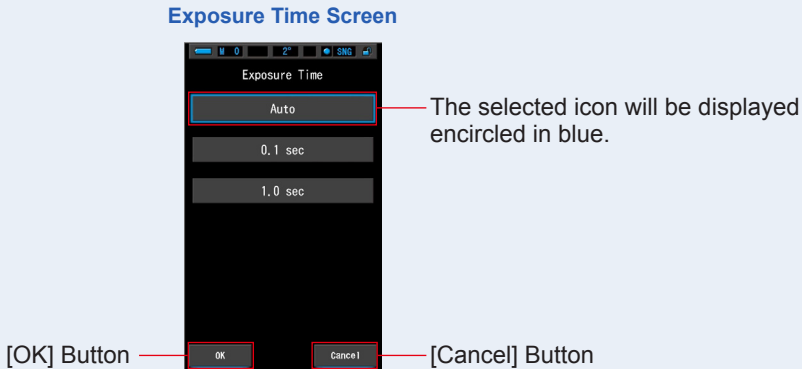 Exposure Time Screen
M 0 2° SNG
Exposure Time
Auto
The selected icon will be displayed
encircled in blue.
0.1 sec
1.0 sec
[OK] Button
OK
Cancel
[Cancel] Button